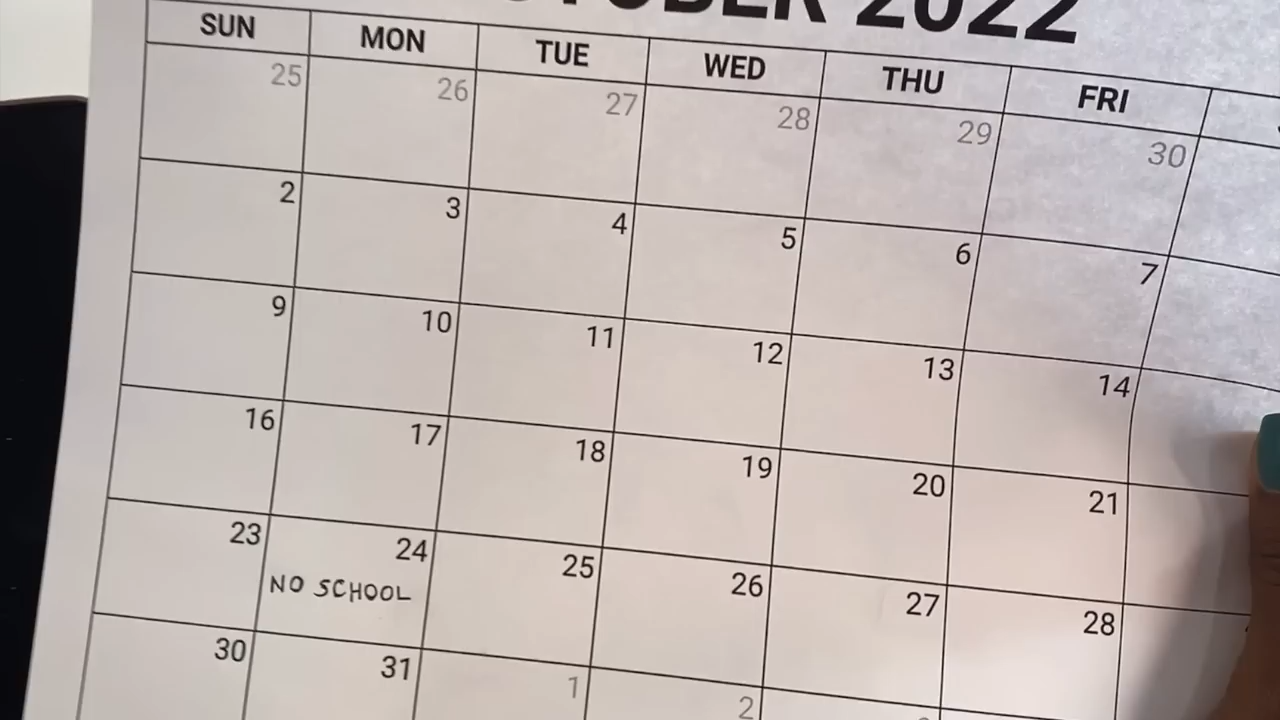 2022
SUN MON TUE WED THU FRI
25 26 27 28 29 30
2 3 4 5 6 7
9 10 11 12 13 14
16 17 18 19 20 21
23 24 25 26 27 28
NO SCHOOL
30 31 1 2